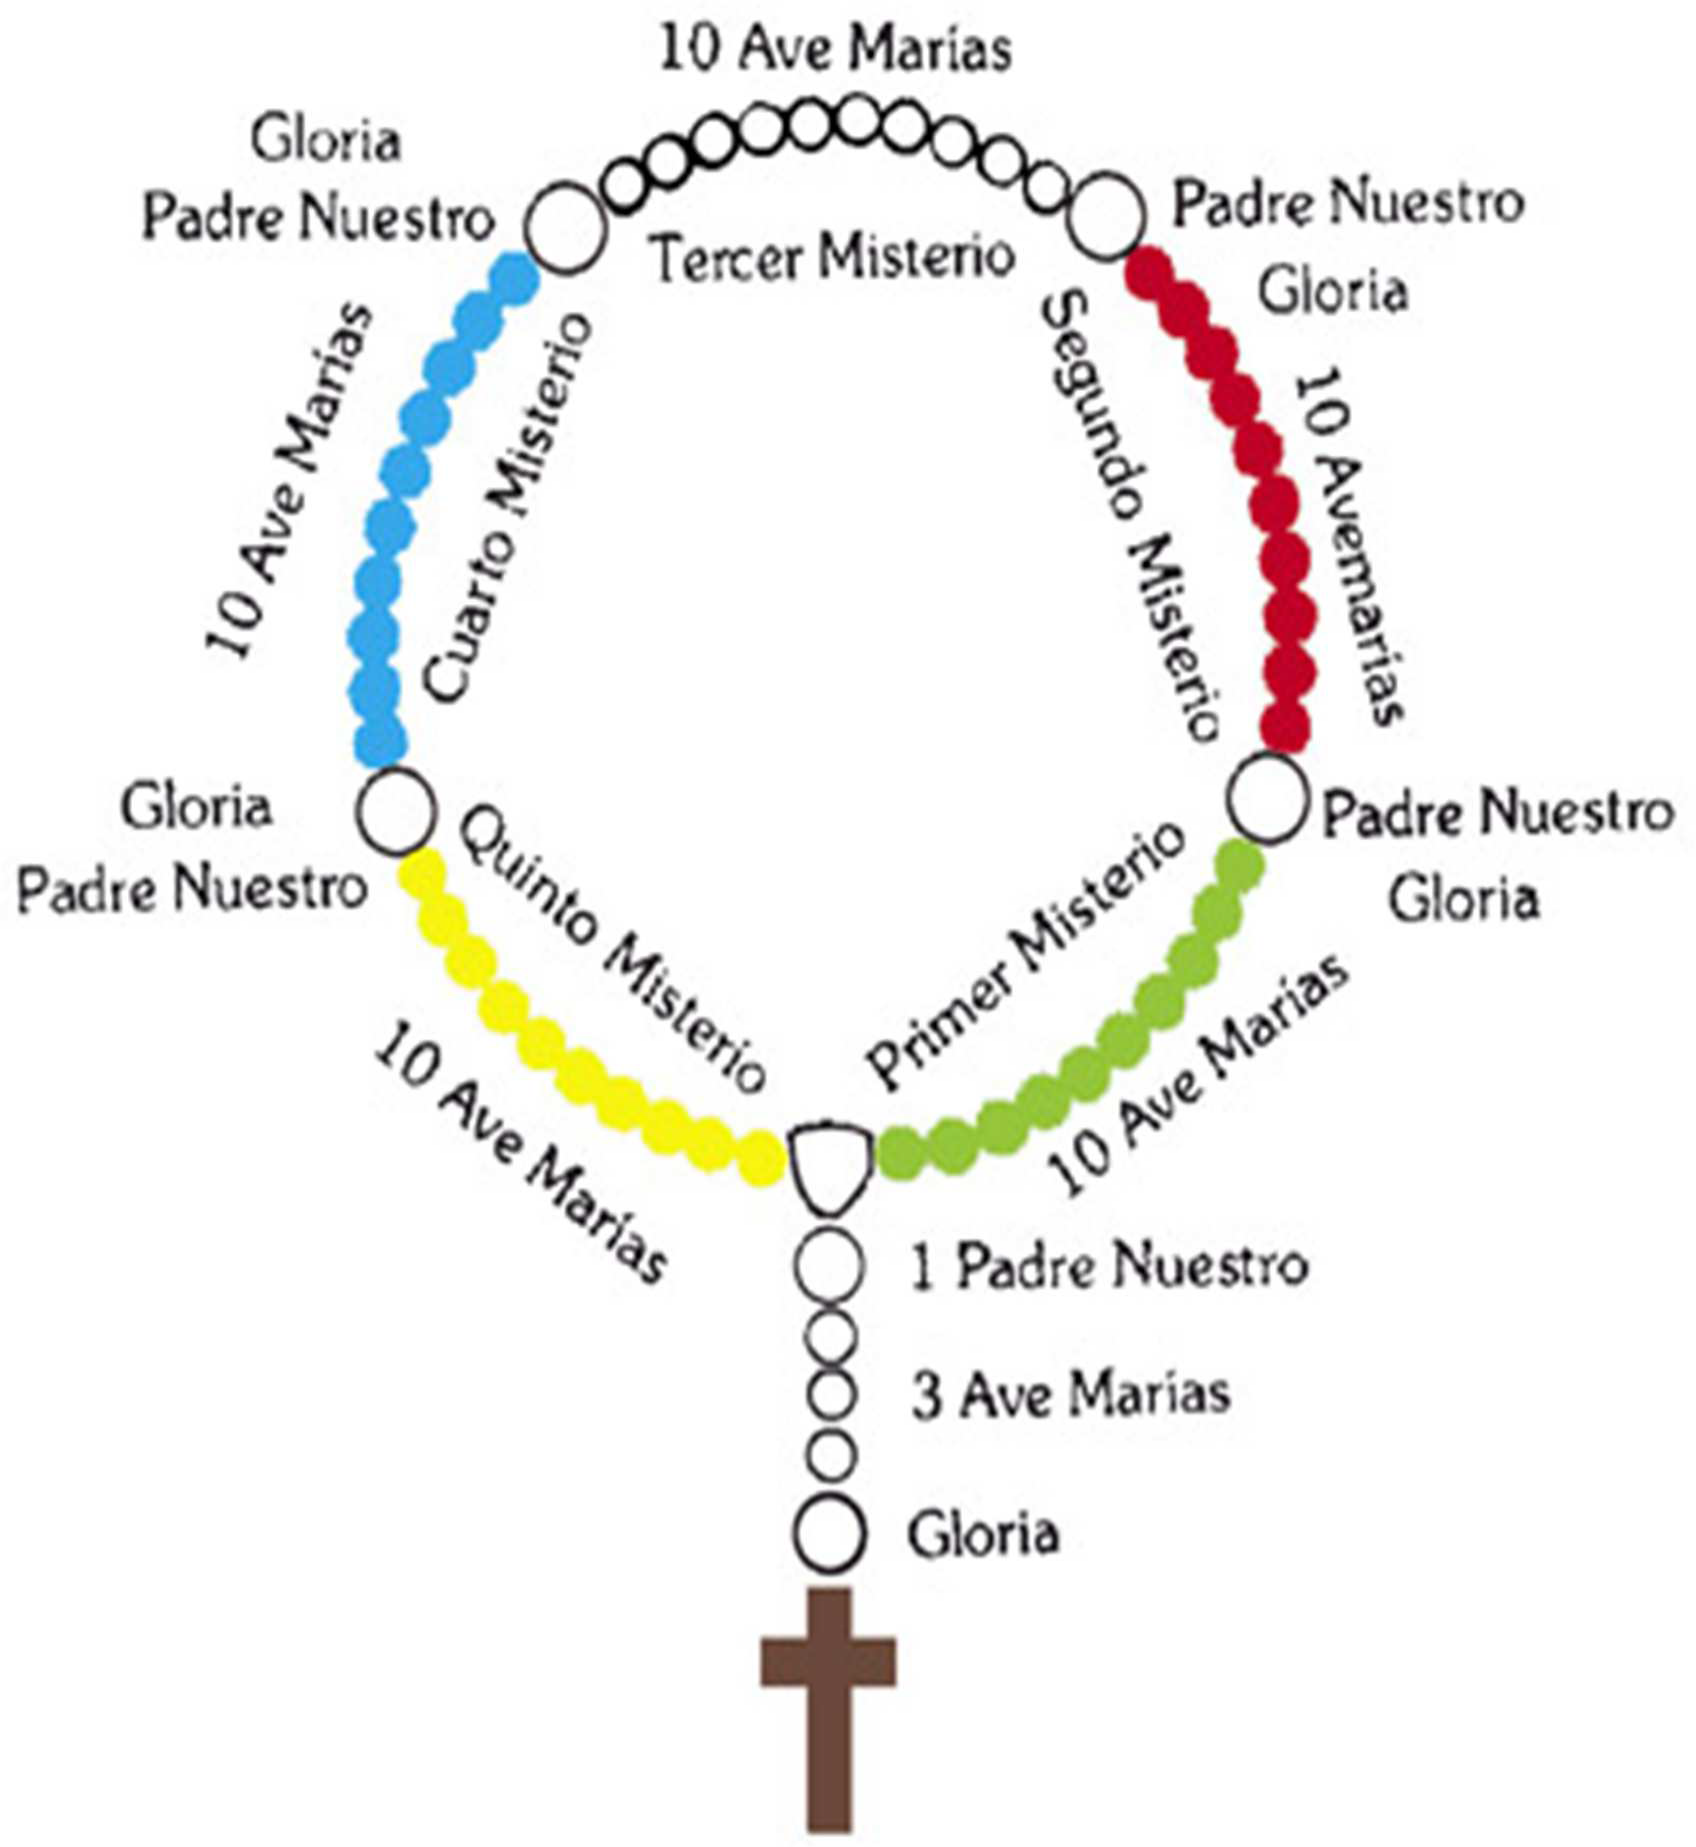 10 Ave Marías
Gloria
Padre Nuestro
Padre Nuestro
Gloria
Tercer Misterio
10 Ave Marías
Cuarto Misterio
Segundo Misterio
10 Avemarías
Gloria
Padre Nuestro
Quinto Misterio
10 Ave Marías
Primer Misterio
10 Ave Marías
Padre Nuestro
Gloria
1 Padre Nuestro
3 Ave Marías
Gloria